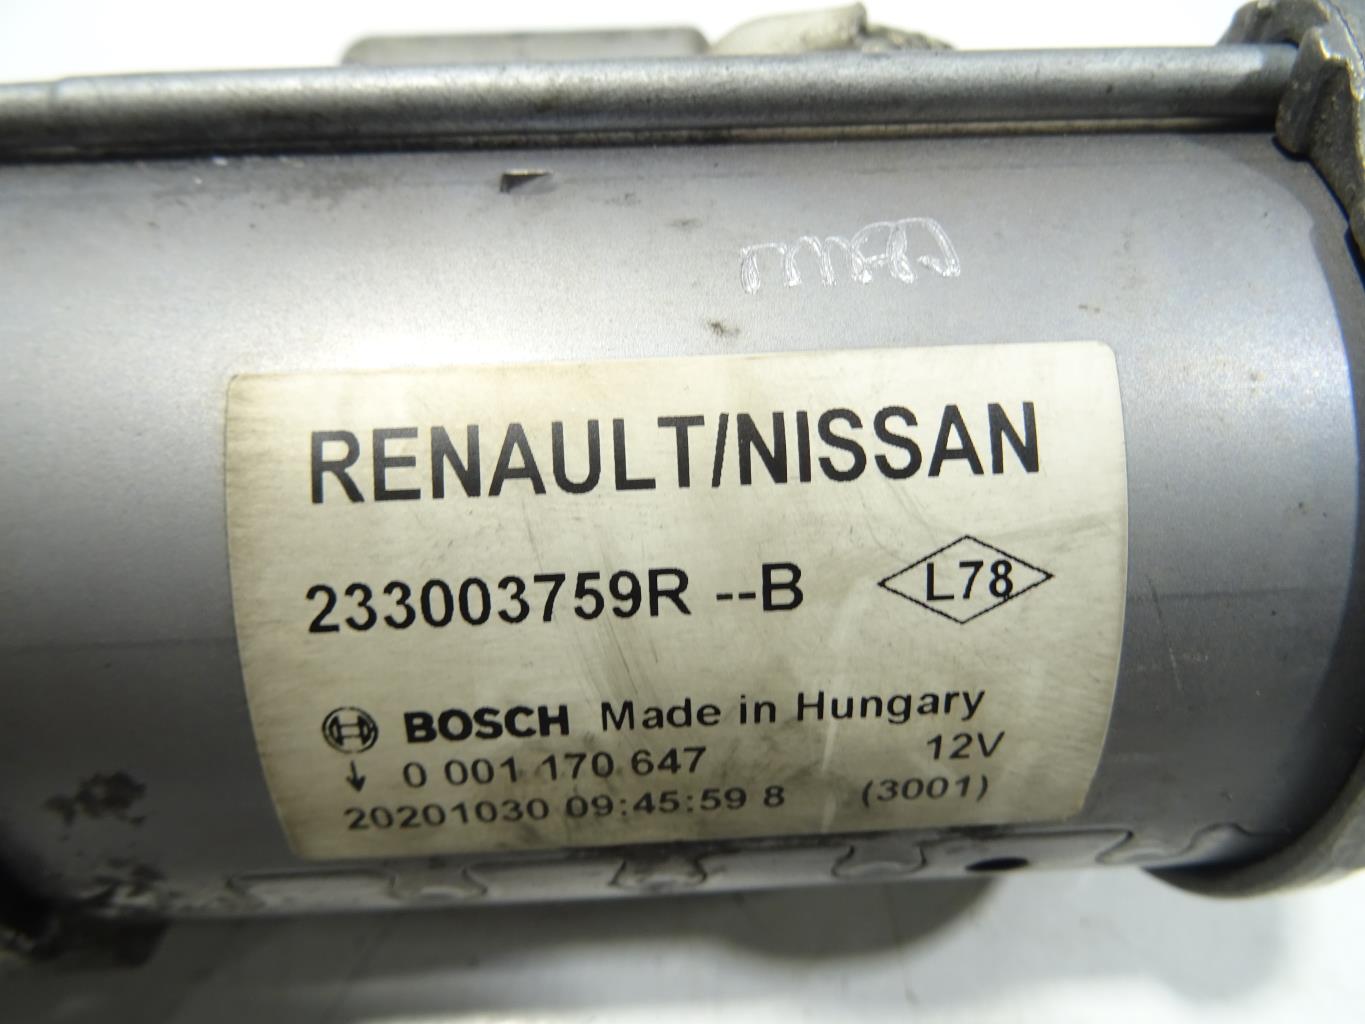 RENAULT/NISSAN
233003759R --B L78
BOSCH Made in Hungary
0 001 170 647 12V
20201030 09:45:59 8 (3001)